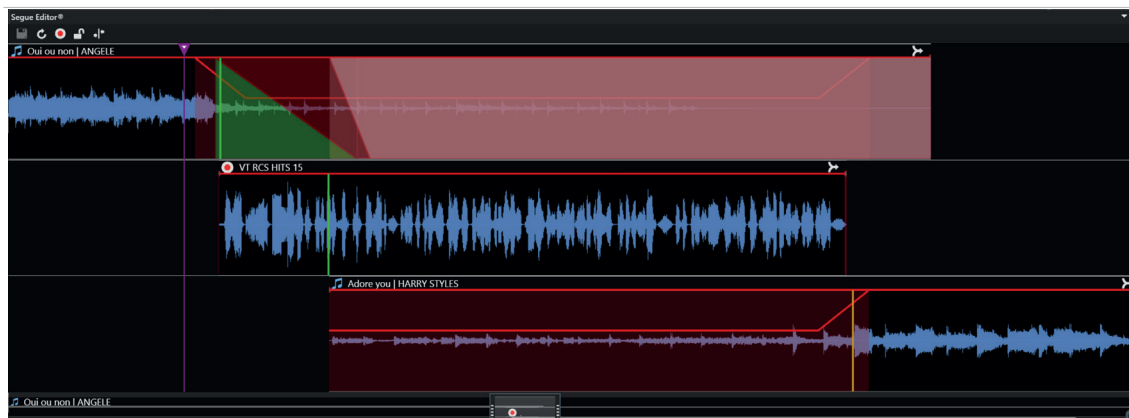 Segue Editor®
Oui ou non | ANGELE
VT RCS HITS 15
Adore you | HARRY STYLES
Oui ou non | ANGELE